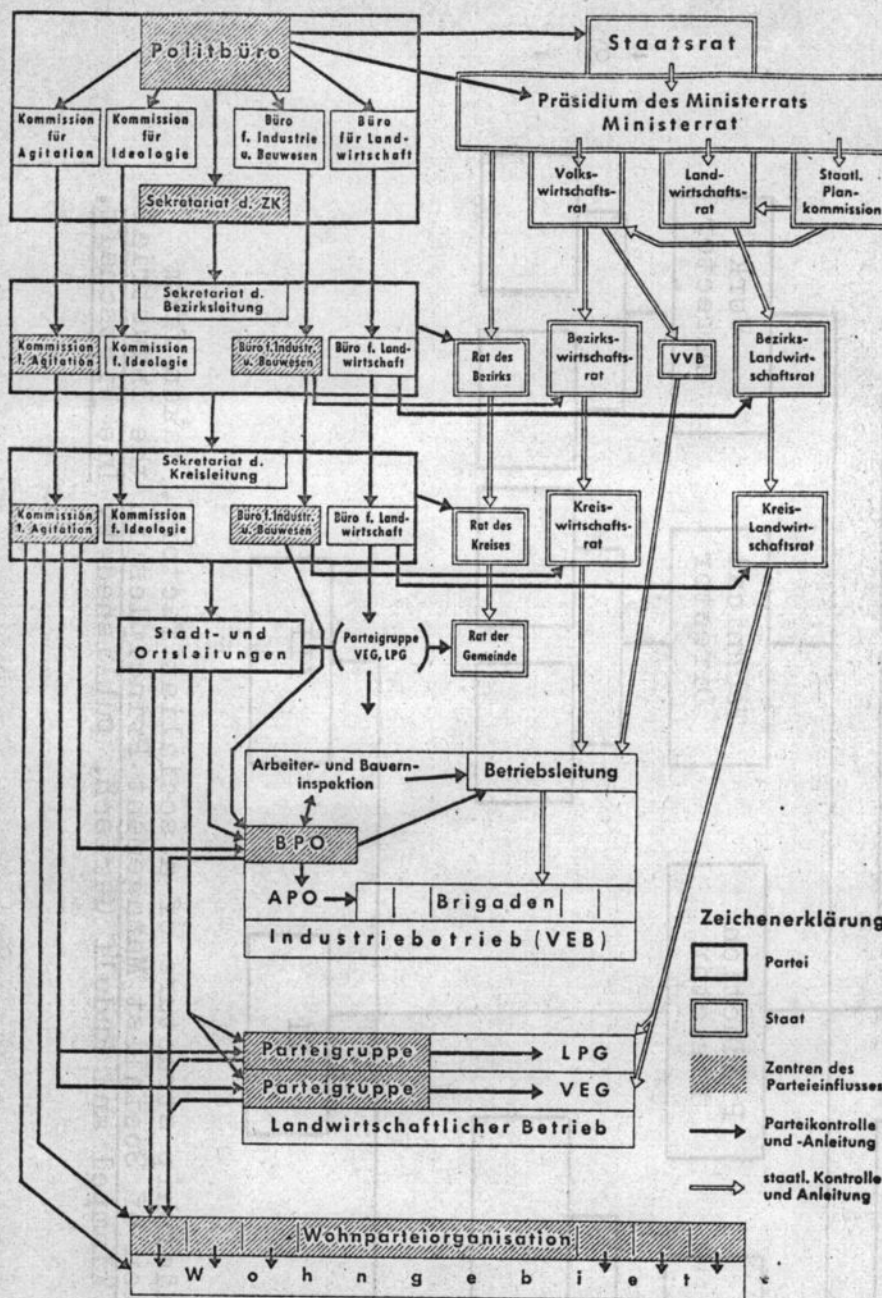 Politbüro
Staatsrat
Präsidium des Ministerrats
Ministerrat
Kommission
für
Agitation
Kommission
für
Ideologie
Büro
f. Industrie
u. Bauwesen
Büro
für Land-
wirtschaft
Sekretariat d. ZK
Volks-
wirtschafts-
rat
Land-
wirtschafts-
rat
Staatl.
Plan-
kommission
Sekretariat d.
Bezirksleitung
Kommission
f. Agitation
Kommission
f. Ideologie
Büro f. Industr.
u. Bauwesen
Büro f. Land-
wirtschaft
Rat des
Bezirks
Bezirks-
wirtschafts-
rat
VVB
Bezirks-
Landwirt-
schaftsrat
Sekretariat d.
Kreisleitung
Kommission
f. Agitation
Kommission
f. Ideologie
Büro f. Industr.
u. Bauwesen
Büro f. Land-
wirtschaft
Rat des
Kreises
Kreis-
wirtschafts-
rat
Kreis-
Landwirt-
schaftsrat
Stadt- und
Ortsleitungen
(Parteigruppe
VEG, LPG)
Rat der
Gemeinde
Arbeiter- und Bauern-
inspektion
Betriebsleitung
BPO
APO
Brigaden
Industriebetrieb (VEB)
Parteigruppe
LPG
Parteigruppe
VEG
Landwirtschaftlicher Betrieb
Wohnparteiorganisation
Wohngebiet
Zeichenerklärung
Partei
Staat
Zentren des
Parteieinflusses
Parteikontrolle
und -Anleitung
staatl. Kontrolle
und Anleitung